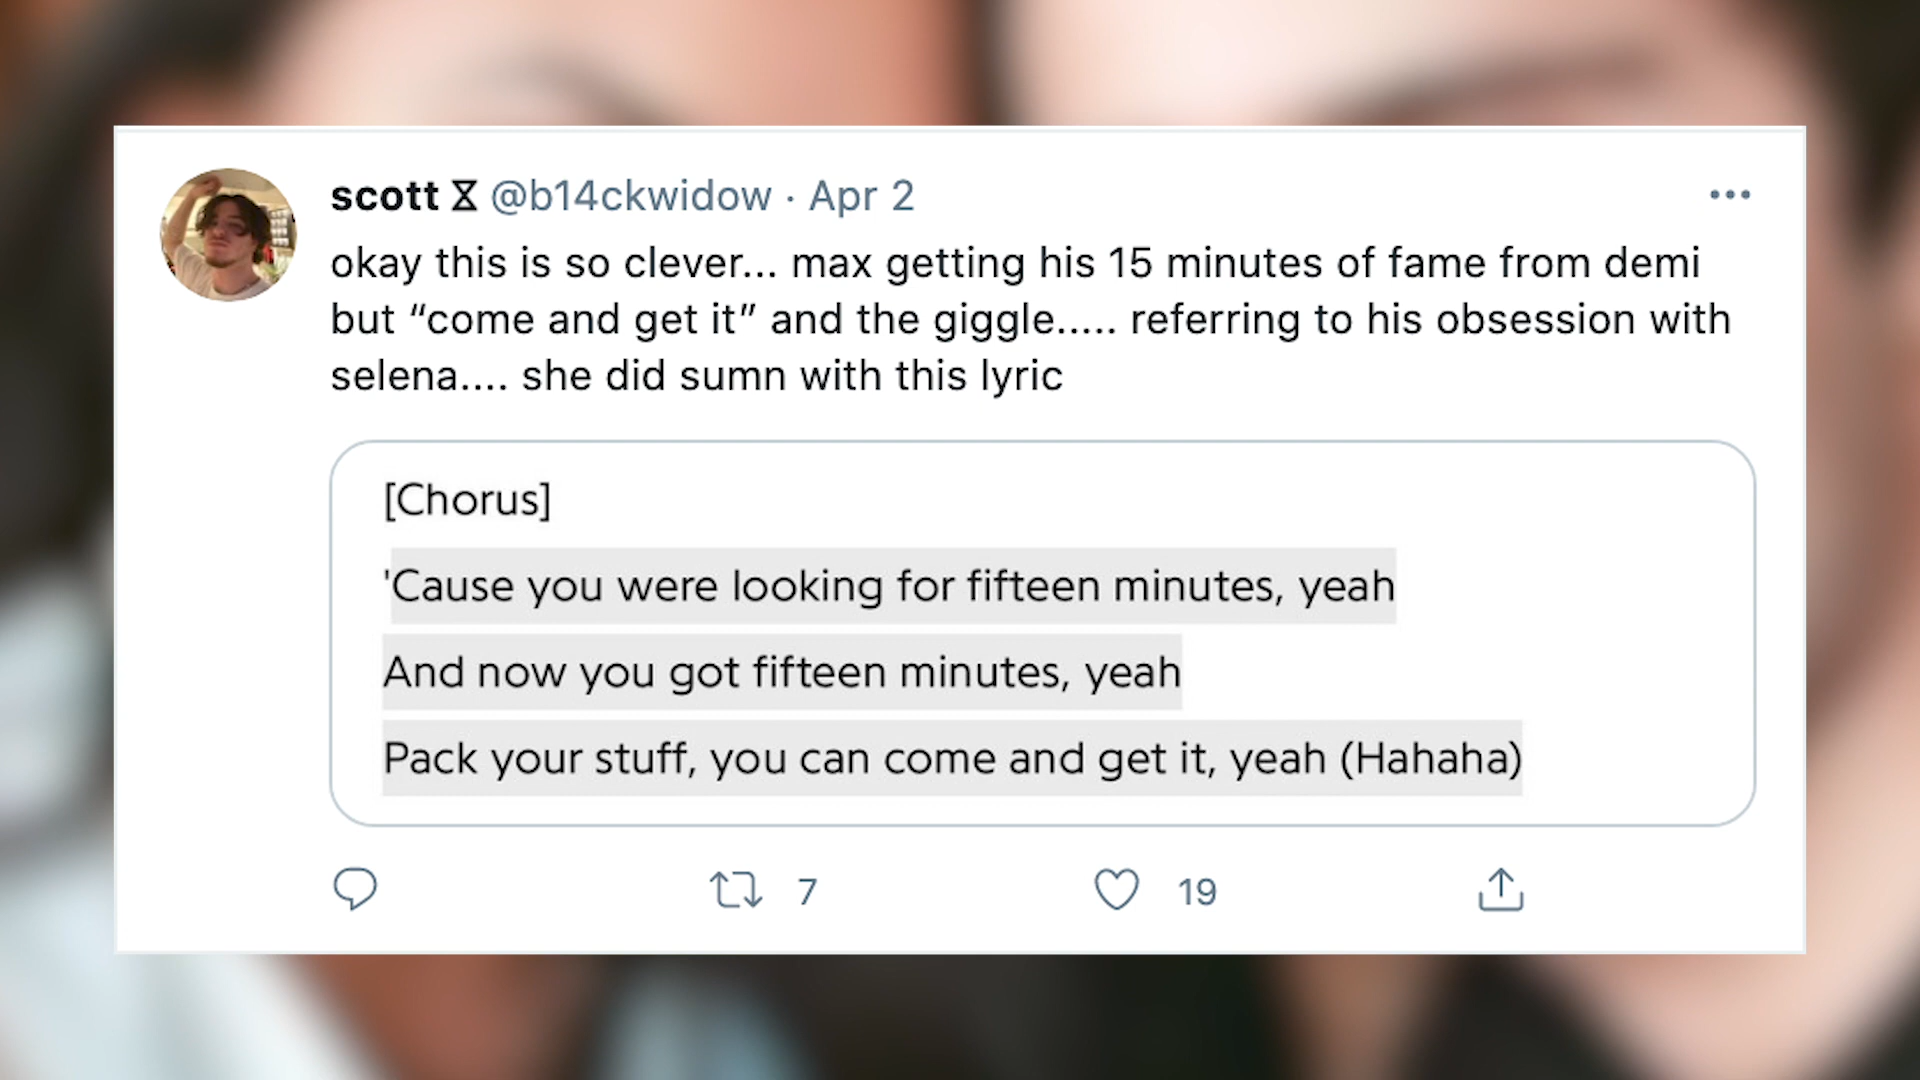 scott ⴵ @b14ckwidow · Apr 2
okay this is so clever... max getting his 15 minutes of fame from demi
but “come and get it” and the giggle..... referring to his obsession with
selena.... she did sumn with this lyric
[Chorus]
'Cause you were looking for fifteen minutes, yeah
And now you got fifteen minutes, yeah
Pack your stuff, you can come and get it, yeah (Hahaha)
7 19